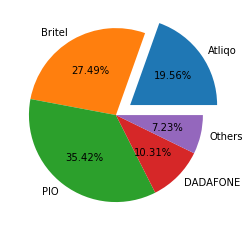 Britel
Atliqo
27.49%
19.56%
7.23%
Others
35.42%
10.31%
DADAFONE
PIO